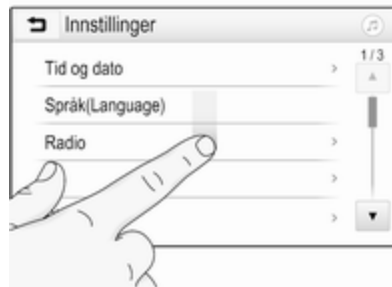 Innstillinger
1/3
Tid og dato
Språk(Language)
Radio